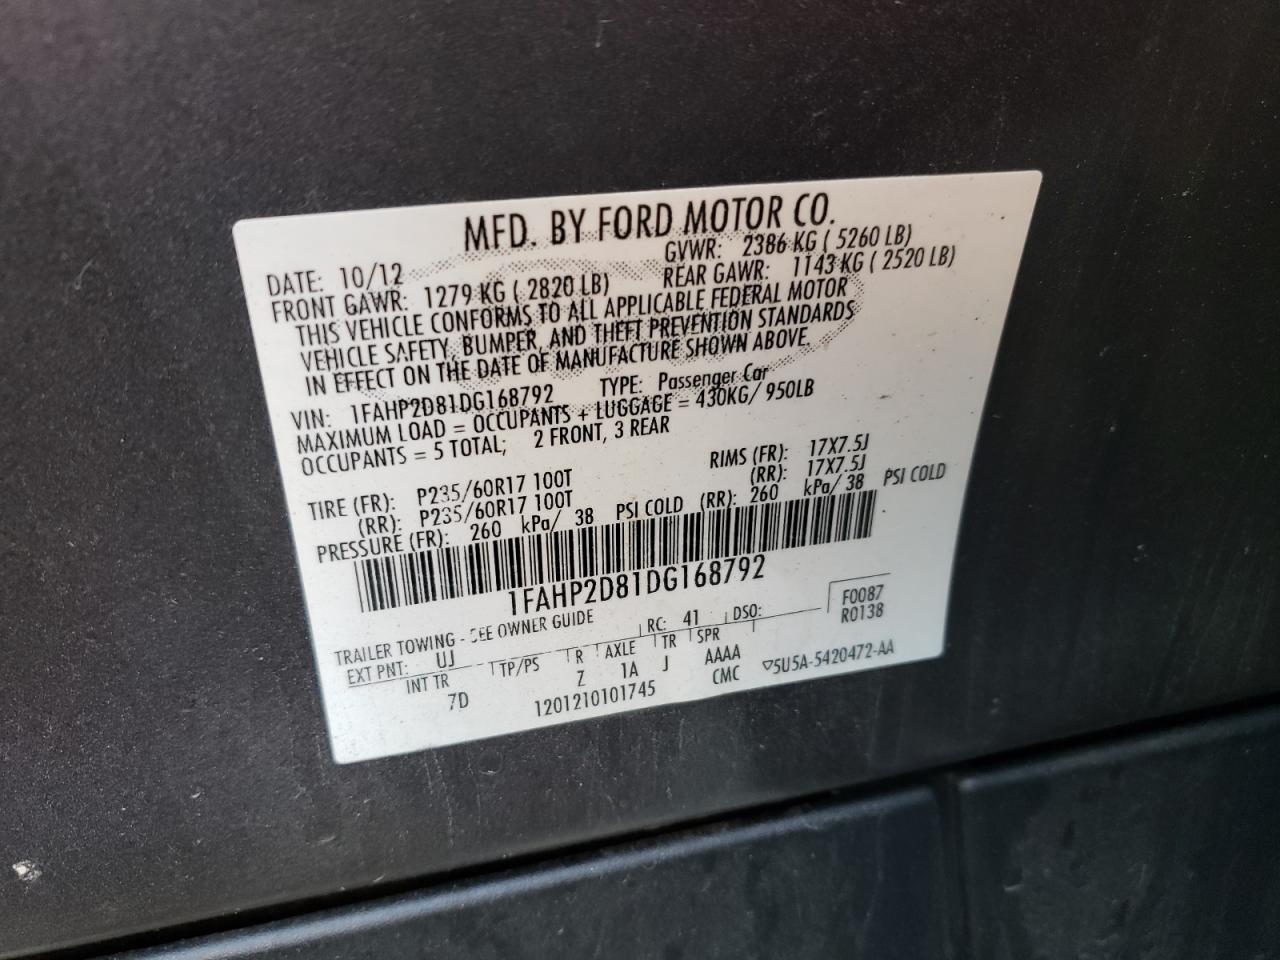 MFD. BY FORD MOTOR CO.
DATE: 10/12 GVWR: 2386 KG ( 5260 LB)
FRONT GAWR: 1279 KG ( 2820 LB) REAR GAWR: 1143 KG ( 2520 LB)
THIS VEHICLE CONFORMS TO ALL APPLICABLE FEDERAL MOTOR
VEHICLE SAFETY, BUMPER, AND THEFT PREVENTION STANDARDS
IN EFFECT ON THE DATE OF MANUFACTURE SHOWN ABOVE.
VIN: 1FAHP2D81DG168792 TYPE: Passenger Car
MAXIMUM LOAD = OCCUPANTS + LUGGAGE = 430KG/ 950LB
OCCUPANTS = 5 TOTAL; 2 FRONT, 3 REAR
TIRE (FR): P235/60R17 100T RIMS (FR): 17X7.5J
(RR): P235/60R17 100T (RR): 17X7.5J
PRESSURE (FR): 260 kPa/ 38 PSI COLD (RR): 260 kPa/ 38 PSI COLD
1FAHP2D81DG168792
F0087
TRAILER TOWING - SEE OWNER GUIDE RC: 41 DSO: R0138
EXT PNT: UJ
INT TR TP/PS R AXLE TR SPR
7D Z 1A J AAAA
1201210101745 CMC ▽5U5A-5420472-AA